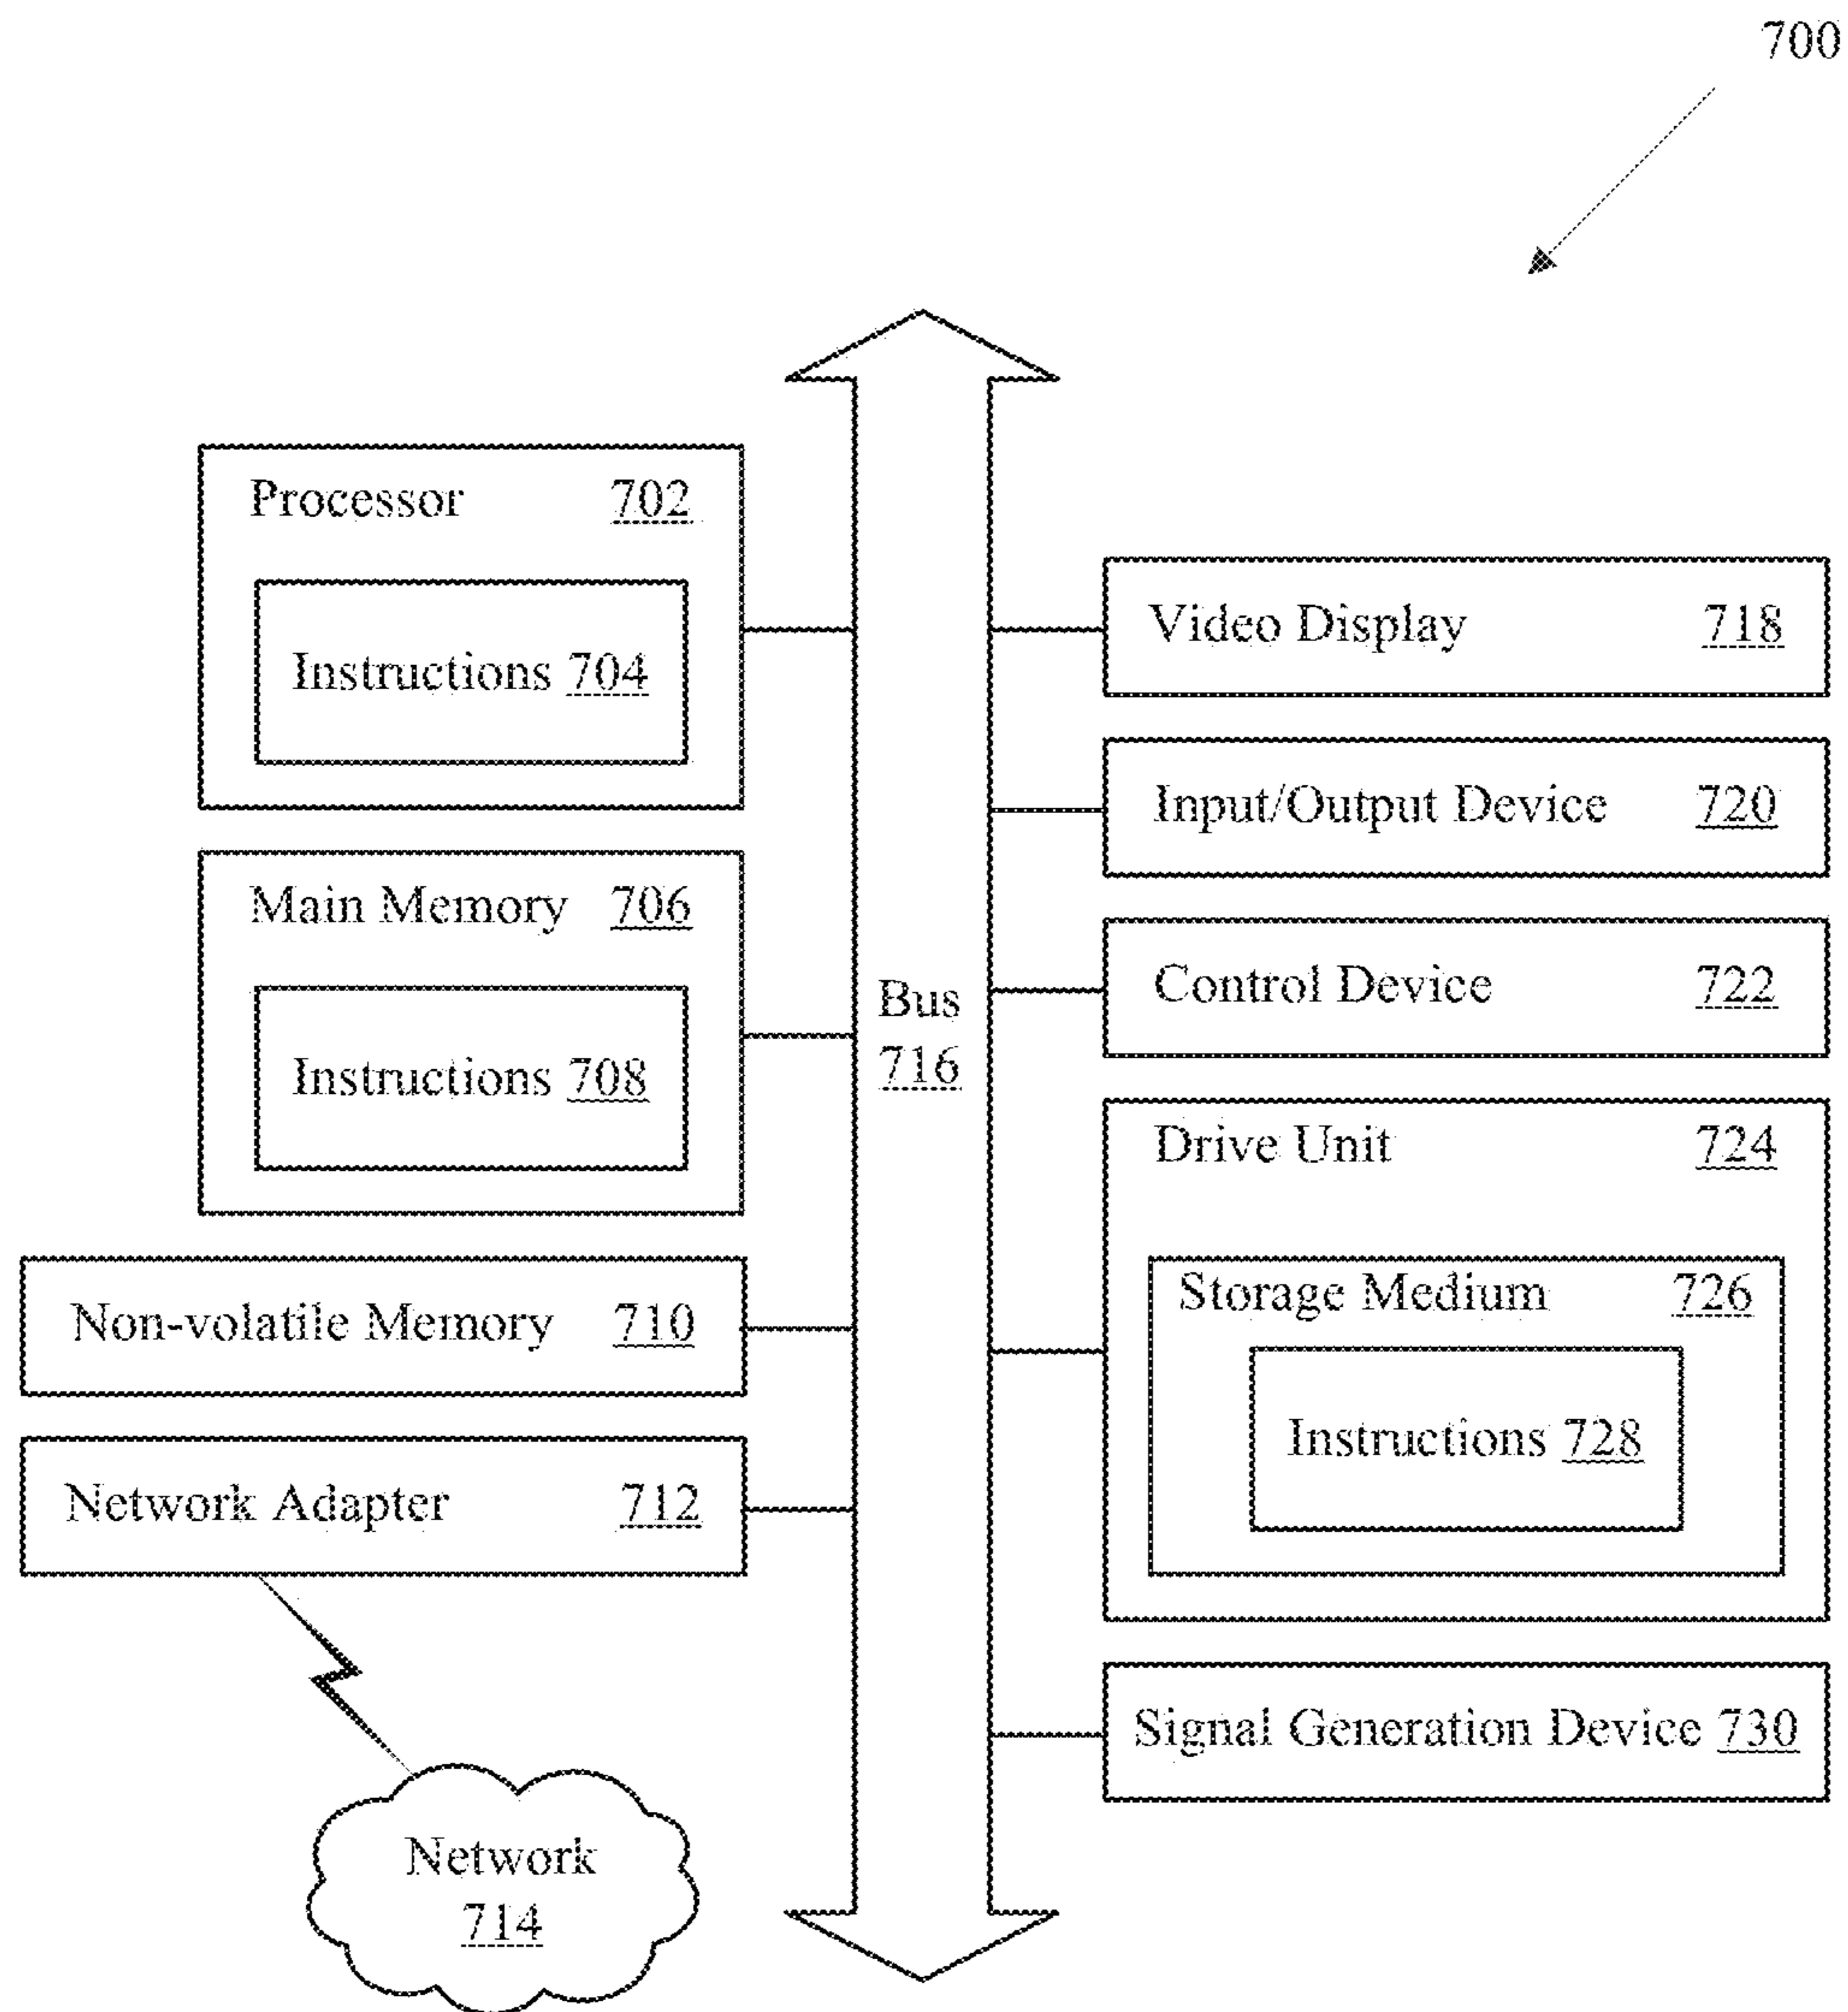 700
Processor 702
Instructions 704
Main Memory 706
Instructions 708
Non-volatile Memory 710
Network Adapter 712
Network
714
Bus
716
Video Display 718
Input/Output Device 720
Control Device 722
Drive Unit 724
Storage Medium 726
Instructions 728
Signal Generation Device 730